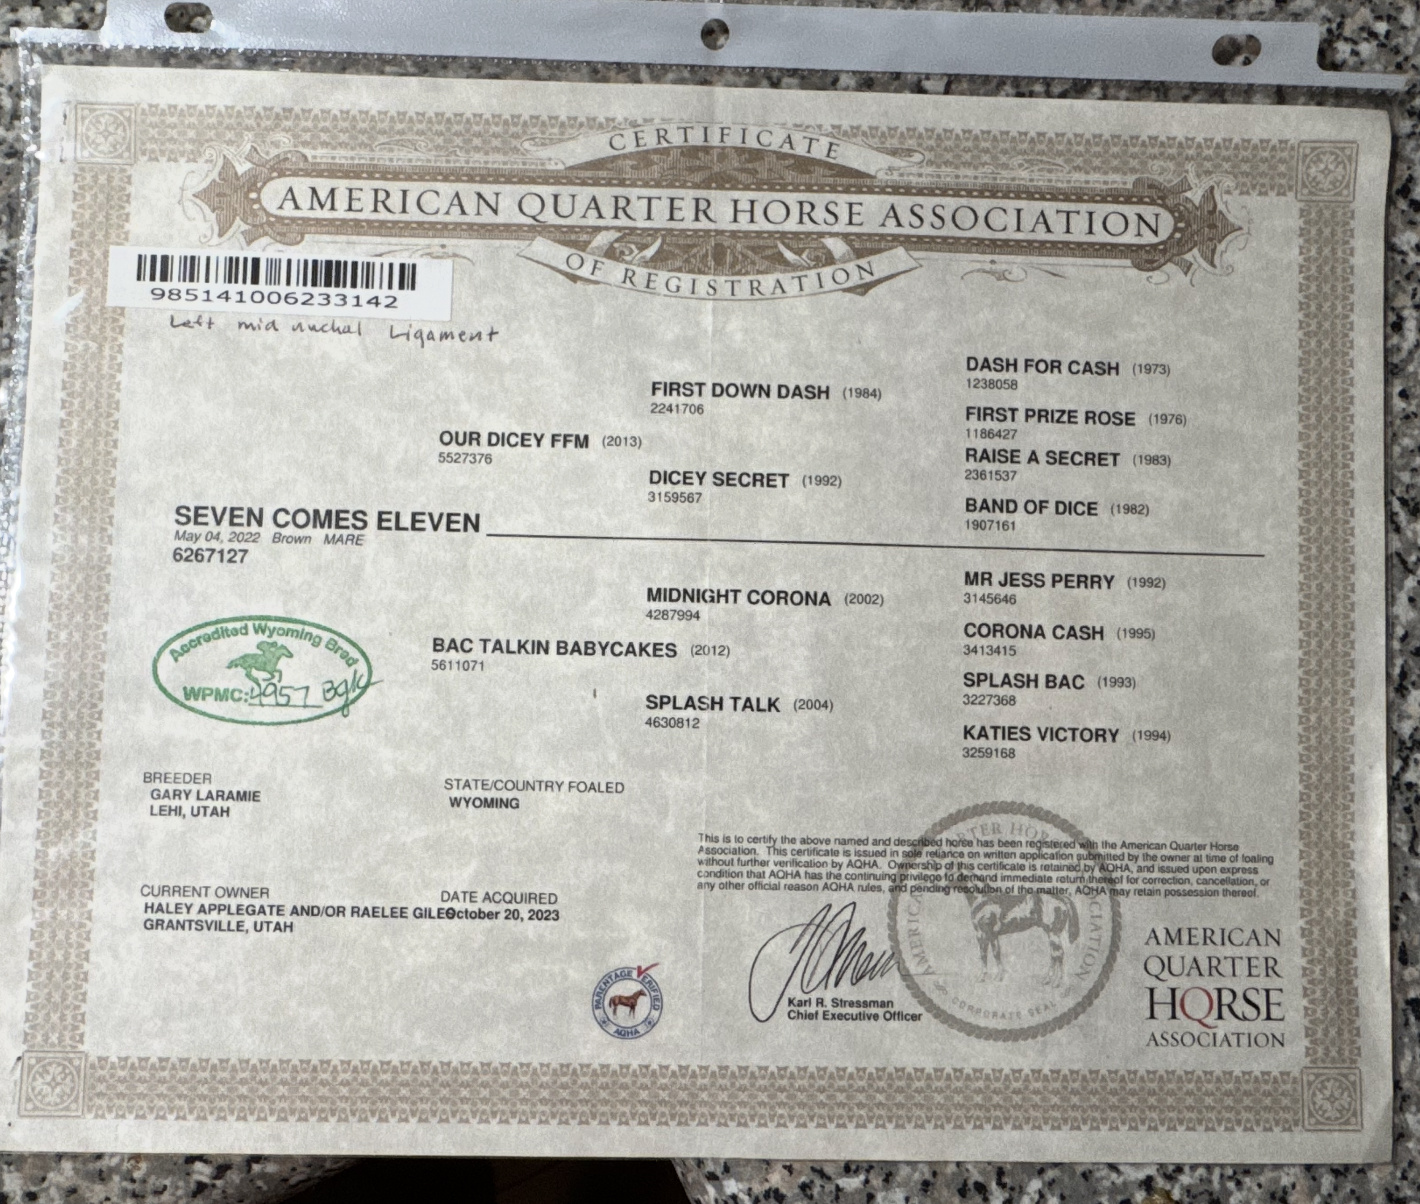 CERTIFICATE
AMERICAN QUARTER HORSE ASSOCIATION
OF REGISTRATION
985141006233142
Left mid nuchal Ligament
DASH FOR CASH (1973)
1238058
FIRST DOWN DASH (1984)
2241706
FIRST PRIZE ROSE (1976)
1186427
OUR DICEY FFM (2013)
5527376
RAISE A SECRET (1983)
2361537
DICEY SECRET (1992)
3159567
BAND OF DICE (1982)
1907161
SEVEN COMES ELEVEN
May 04, 2022 Brown MARE
6267127
MR JESS PERRY (1992)
3145646
MIDNIGHT CORONA (2002)
4287994
CORONA CASH (1995)
3413415
BAC TALKIN BABYCAKES (2012)
5611071
SPLASH BAC (1993)
3227368
SPLASH TALK (2004)
4630812
KATIES VICTORY (1994)
3259168
Accredited Wyoming Bred
WPMC: 4957
BREEDER
GARY LARAMIE
LEHI, UTAH
STATE/COUNTRY FOALED
WYOMING
This is to certify the above named and described horse has been registered with the American Quarter Horse
Association. This certificate is issued in sole reliance on written application submitted by the owner at time of foaling
without further verification by AQHA. Ownership of this certificate is retained by AQHA, and issued upon express
condition that AQHA has the continuing privilege to demand immediate return thereof for correction, cancellation, or
any other official reason AQHA rules, and pending resolution of the matter, AQHA may retain possession thereof.
CURRENT OWNER
HALEY APPLEGATE AND/OR RAELEE GILE
GRANTSVILLE, UTAH
DATE ACQUIRED
October 20, 2023
PARENTAGE VERIFIED
AQHA
Karl R. Stressman
Chief Executive Officer
AMERICAN QUARTER HORSE ASSOCIATION
CORPORATE SEAL
AMERICAN
QUARTER
HORSE
ASSOCIATION